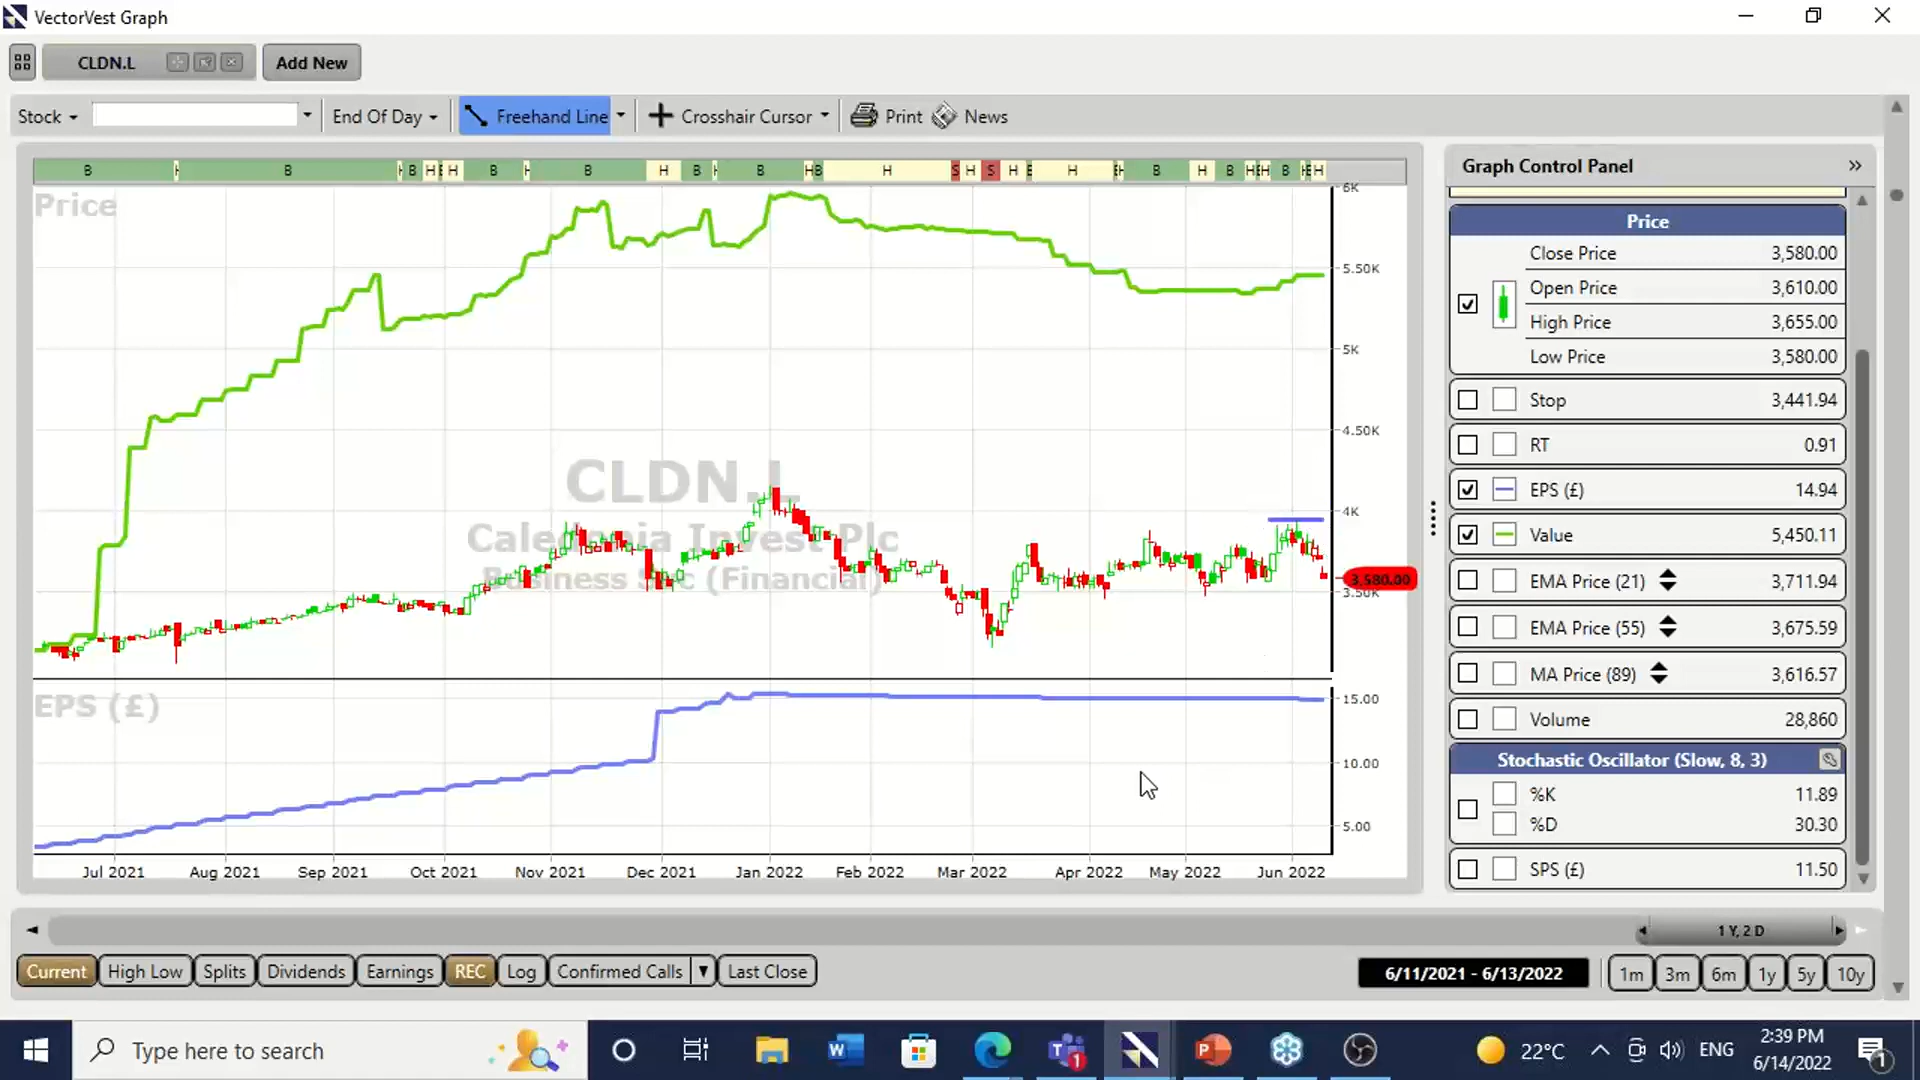 VectorVest Graph
CLDN.L
Add New
Stock
End Of Day
Freehand Line
Crosshair Cursor
Print
News
B H B H B H E H B H B H B H B H B H S H S H E H E H B H B H E H B H E H
Price
CLDN.L
Caledonia Invest Plc
Business Svc (Financial)
6K
5.50K
5K
4.50K
4K
3,580.00
3.50K
EPS (£)
15.00
10.00
5.00
Jul 2021 Aug 2021 Sep 2021 Oct 2021 Nov 2021 Dec 2021 Jan 2022 Feb 2022 Mar 2022 Apr 2022 May 2022 Jun 2022
Graph Control Panel
Price
Close Price 3,580.00
Open Price 3,610.00
High Price 3,655.00
Low Price 3,580.00
Stop 3,441.94
RT 0.91
EPS (£) 14.94
Value 5,450.11
EMA Price (21) 3,711.94
EMA Price (55) 3,675.59
MA Price (89) 3,616.57
Volume 28,860
Stochastic Oscillator (Slow, 8, 3)
%K 11.89
%D 30.30
SPS (£) 11.50
1 Y, 2 D
Current
High Low
Splits
Dividends
Earnings
REC
Log
Confirmed Calls
Last Close
6/11/2021 - 6/13/2022
1m 3m 6m 1y 5y 10y
Type here to search
22°C
ENG
2:39 PM
6/14/2022
1